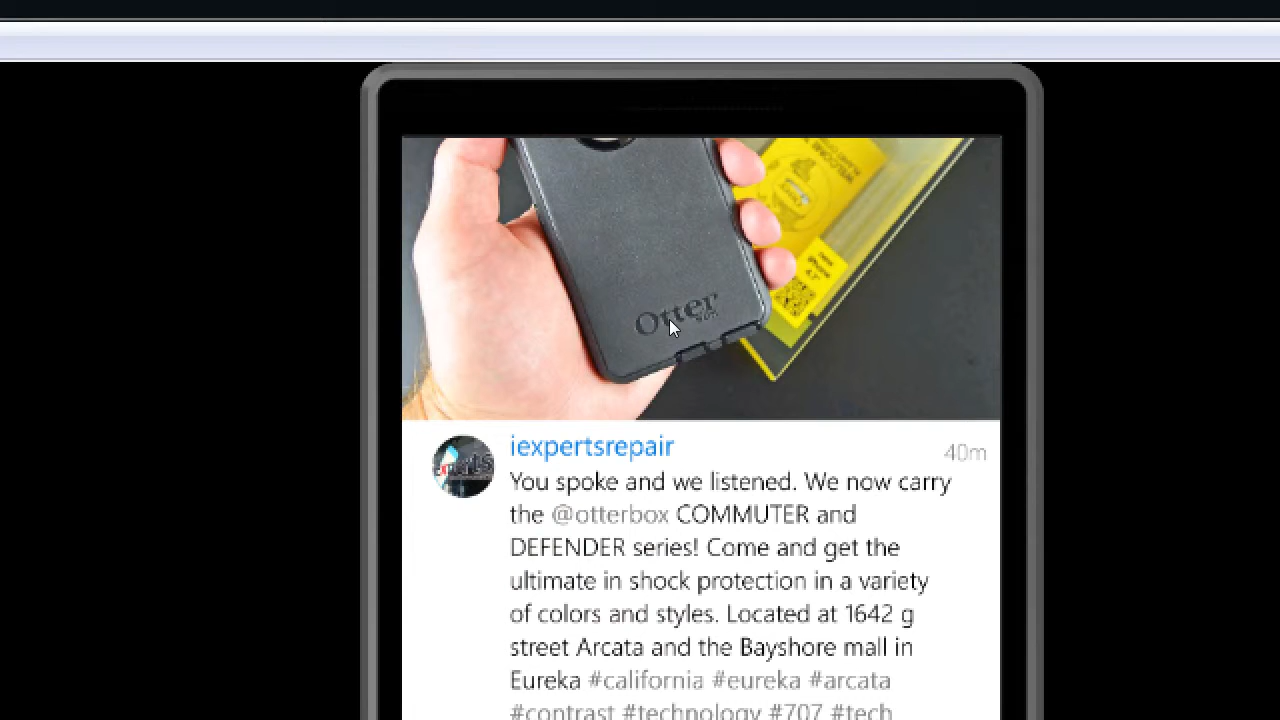 WELCOME
Otter
iexpertsrepair
40m
You spoke and we listened. We now carry
the @otterbox COMMUTER and
DEFENDER series! Come and get the
ultimate in shock protection in a variety
of colors and styles. Located at 1642 g
street Arcata and the Bayshore mall in
Eureka #california #eureka #arcata
#contrast #technology #707 #tech